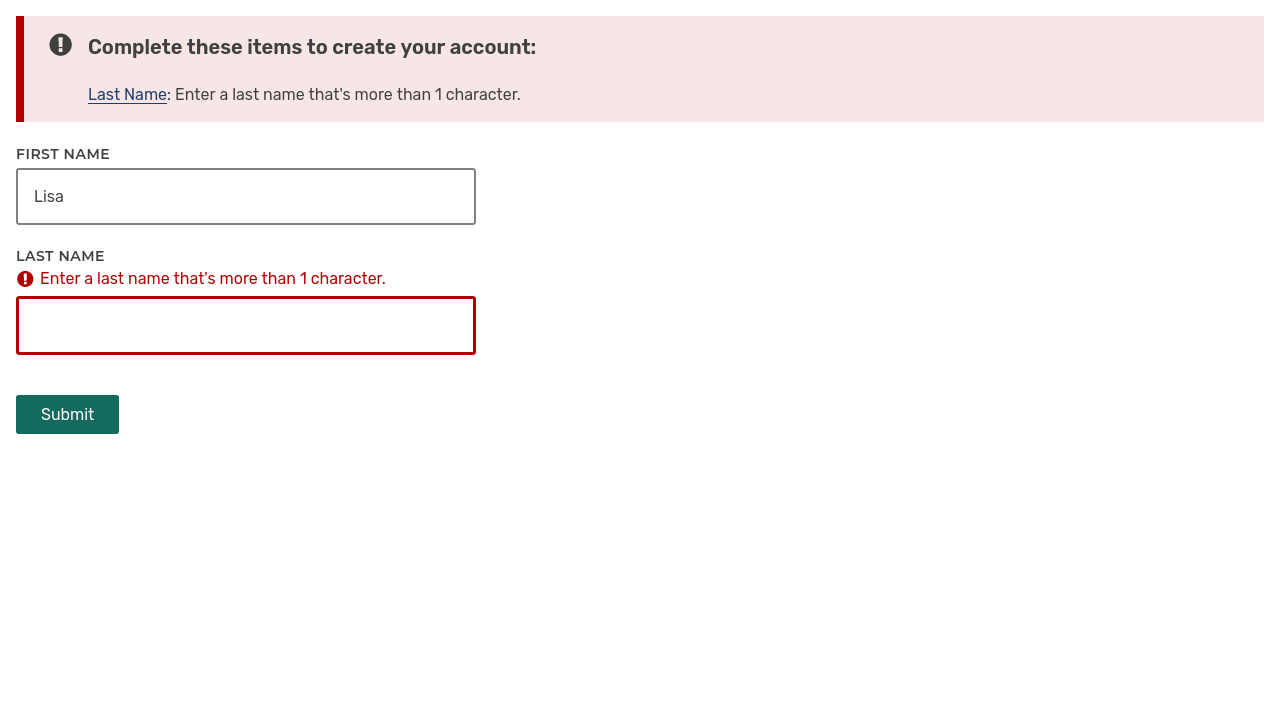 Complete these items to create your account:
Last Name: Enter a last name that's more than 1 character.
FIRST NAME
Lisa
LAST NAME
Enter a last name that's more than 1 character.
Submit